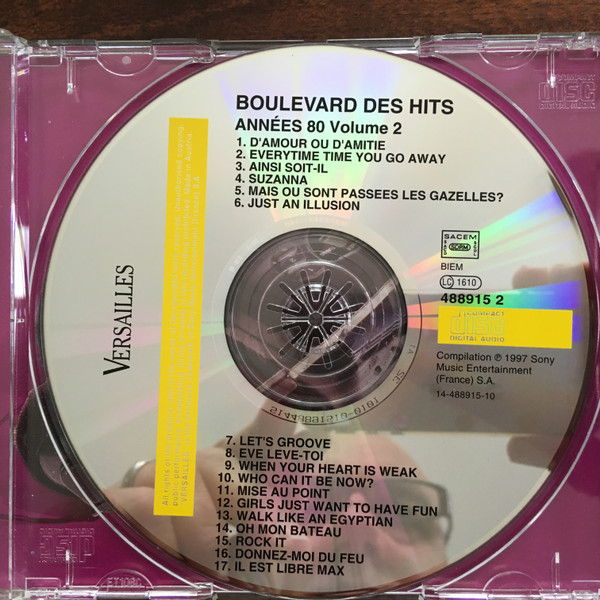 BOULEVARD DES HITS
ANNÉES 80 Volume 2
1. D'AMOUR OU D'AMITIE
2. EVERYTIME TIME YOU GO AWAY
3. AINSI SOIT-IL
4. SUZANNA
5. MAIS OU SONT PASSEES LES GAZELLES?
6. JUST AN ILLUSION
SACEM
SDRM
BIEM
LC 1610
488915 2
COMPACT
disc
DIGITAL AUDIO
Compilation ℗ 1997 Sony
Music Entertainment
(France) S.A.
14-488915-10
VERSAILLES
7. LET'S GROOVE
8. EVE LEVE-TOI
9. WHEN YOUR HEART IS WEAK
10. WHO CAN IT BE NOW?
11. MISE AU POINT
12. GIRLS JUST WANT TO HAVE FUN
13. WALK LIKE AN EGYPTIAN
14. OH MON BATEAU
15. ROCK IT
16. DONNEZ-MOI DU FEU
17. IL EST LIBRE MAX